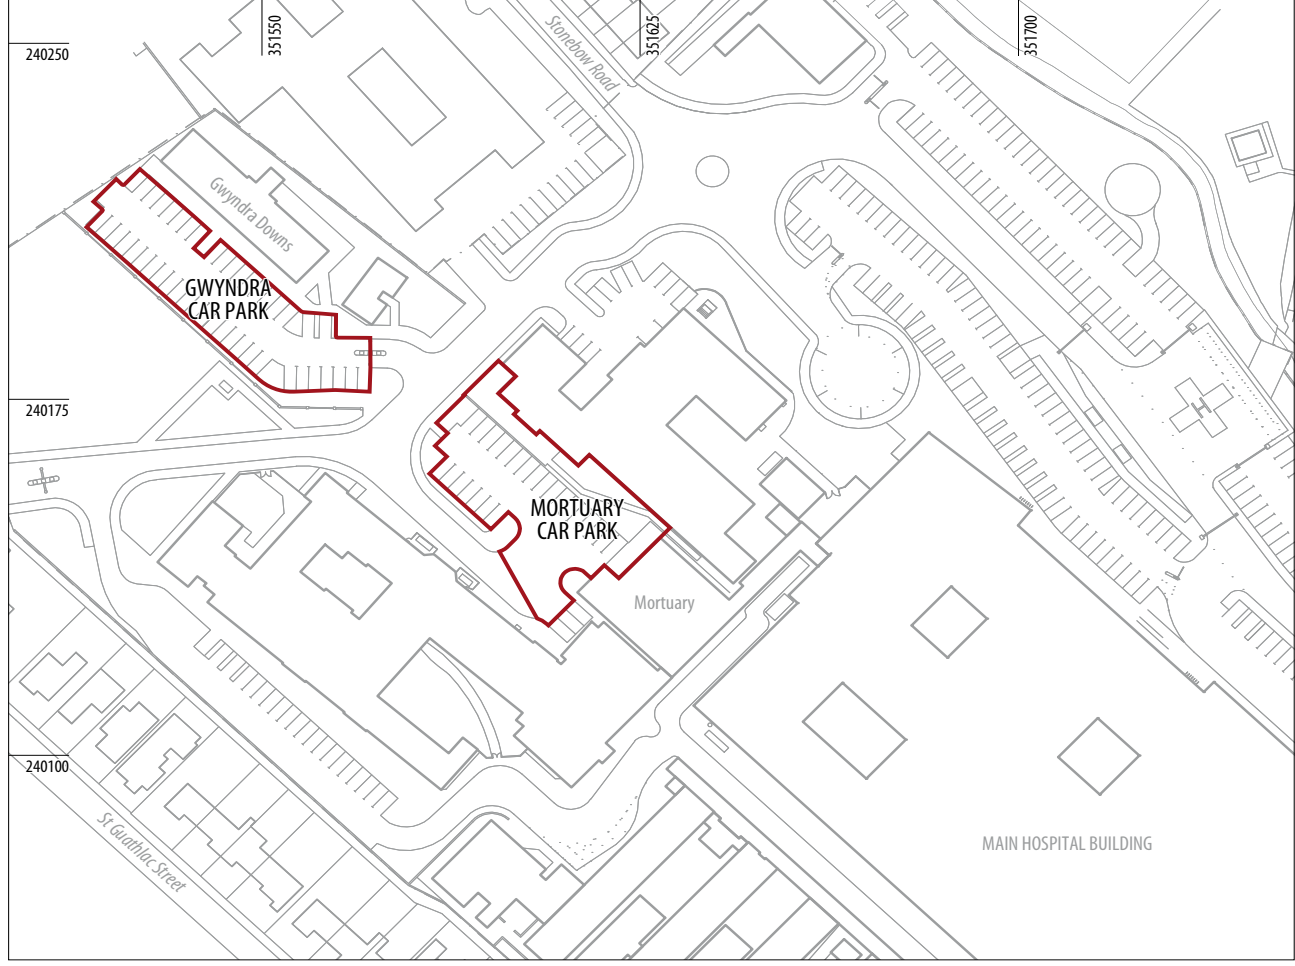 351550
351625
351700
240250
Stonebow Road
Gwyndra Downs
GWYNDRA
CAR PARK
240175
MORTUARY
CAR PARK
Mortuary
240100
St Guathlac Street
MAIN HOSPITAL BUILDING